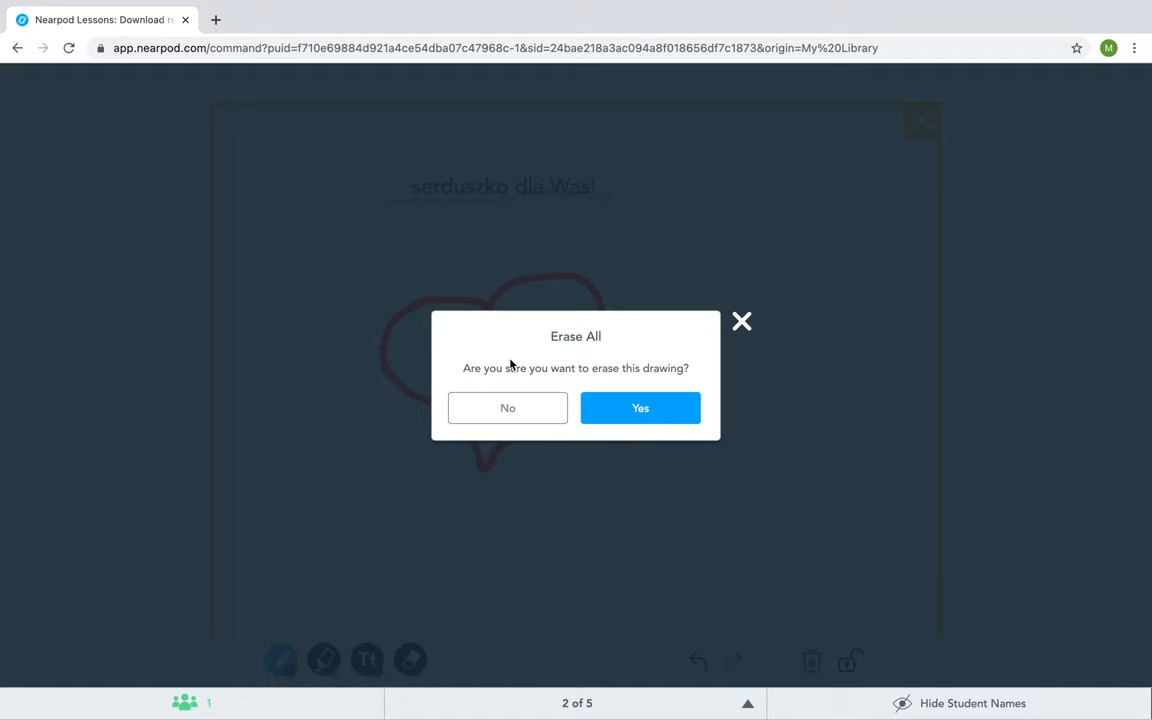 Nearpod Lessons: Download re
app.nearpod.com/command?puid=f710e69884d921a4ce54dba07c47968c-1&sid=24bae218a3ac094a8f018656df7c1873&origin=My%20Library
M
serduszko dla Was!
Erase All
Are you sure you want to erase this drawing?
No
Yes
Tt
1
2 of 5
Hide Student Names